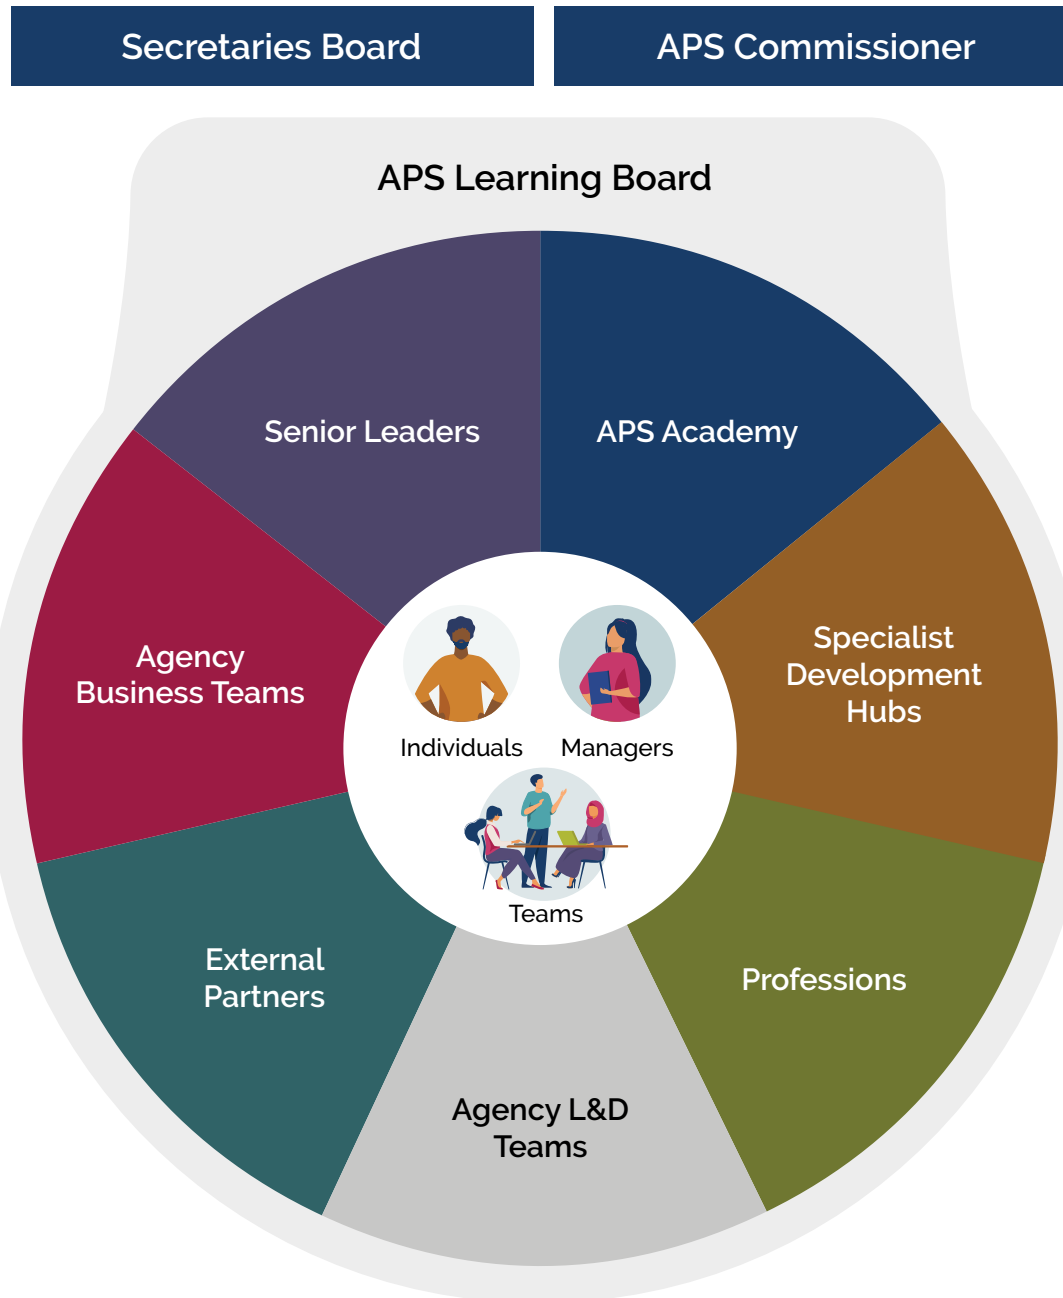 Secretaries Board
APS Commissioner
APS Learning Board
Senior Leaders
APS Academy
Specialist
Development
Hubs
Professions
Agency L&D
Teams
External
Partners
Agency
Business Teams
Individuals
Managers
Teams